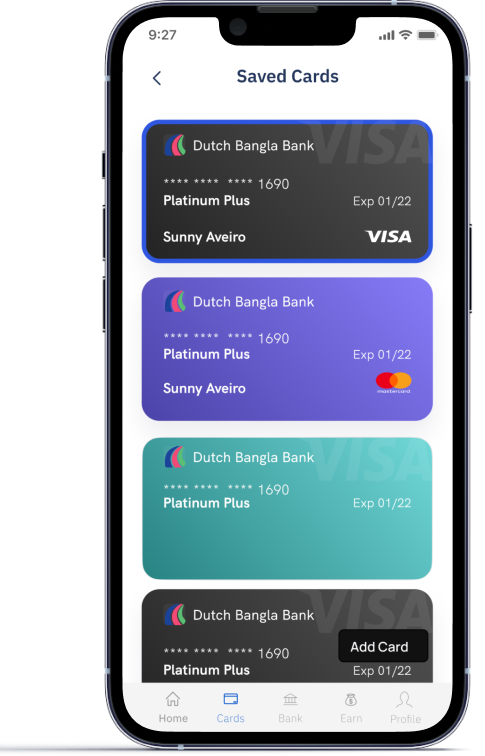 9:27
Saved Cards
VISA
Dutch Bangla Bank
**** **** **** 1690
Platinum Plus Exp 01/22
Sunny Aveiro VISA
Dutch Bangla Bank
**** **** **** 1690
Platinum Plus Exp 01/22
Sunny Aveiro mastercard
VISA
Dutch Bangla Bank
**** **** **** 1690
Platinum Plus Exp 01/22
VISA
Dutch Bangla Bank
Add Card
**** **** **** 1690
Platinum Plus Exp 01/22
Home Cards Bank Earn Profile